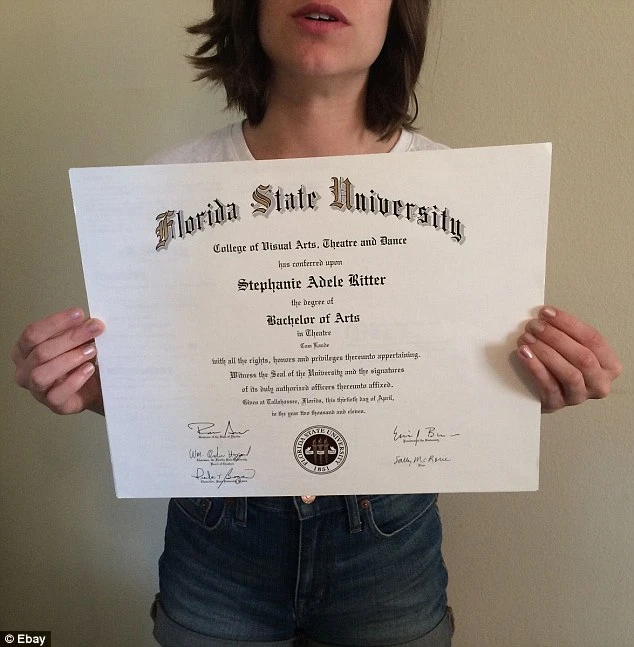 Florida State University
College of Visual Arts, Theatre and Dance
has conferred upon
Stephanie Adele Ritter
the degree of
Bachelor of Arts
in Theatre
Cum Laude
with all the rights, honors and privileges thereunto appertaining.
Witness the Seal of the University and the signatures
of its duly authorized officers thereunto affixed.
Given at Tallahassee, Florida, this thirtieth day of April,
in the year two thousand and eleven.
FLORIDA STATE UNIVERSITY
1851
© Ebay